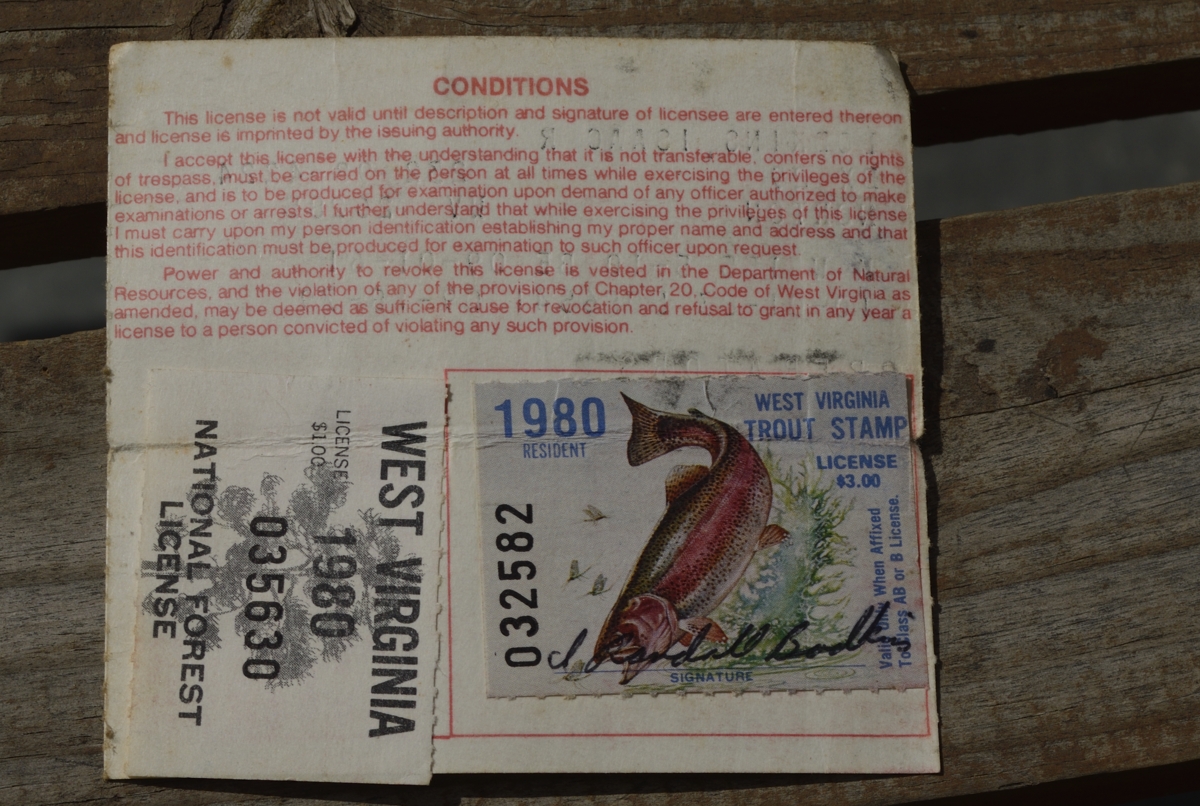 CONDITIONS
This license is not valid until description and signature of licensee are entered thereon
and license is imprinted by the issuing authority.
I accept this license with the understanding that it is not transferable, confers no rights
of trespass, must be carried on the person at all times while exercising the privileges of the
license, and is to be produced for examination upon demand of any officer authorized to make
examinations or arrests. I further understand that while exercising the privileges of this license
I must carry upon my person identification establishing my proper name and address and that
this identification must be produced for examination to such officer upon request.
Power and authority to revoke this license is vested in the Department of Natural
Resources, and the violation of any of the provisions of Chapter 20, Code of West Virginia as
amended, may be deemed as sufficient cause for revocation and refusal to grant in any year a
license to a person convicted of violating any such provision.
WEST VIRGINIA
1980
LICENSE
$1.00
035630
NATIONAL FOREST
LICENSE
1980
RESIDENT
WEST VIRGINIA
TROUT STAMP
LICENSE
$3.00
032582
Valid Only When Affixed
To Class AB or B License.
Randall
SIGNATURE